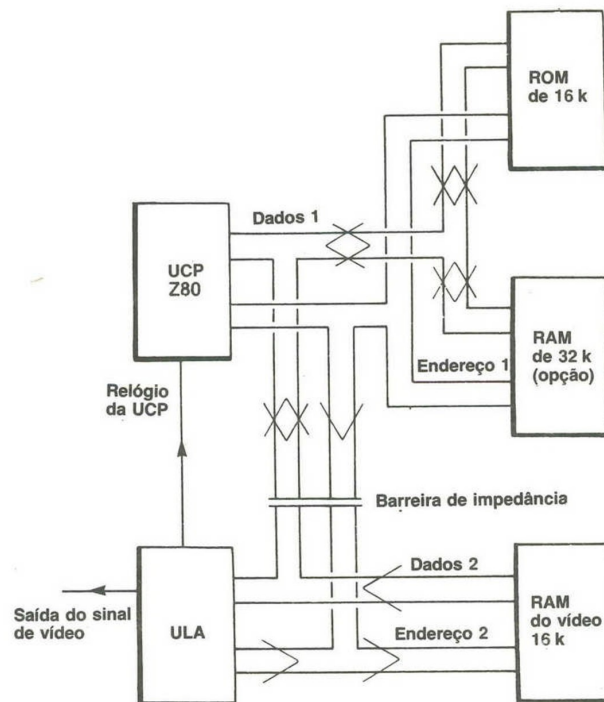 ROM
de 16 k
Dados 1
UCP
Z80
RAM
de 32 k
(opção)
Endereço 1
Relógio
da UCP
Barreira de impedância
Dados 2
Saída do sinal
de vídeo
ULA
RAM
do vídeo
16 k
Endereço 2